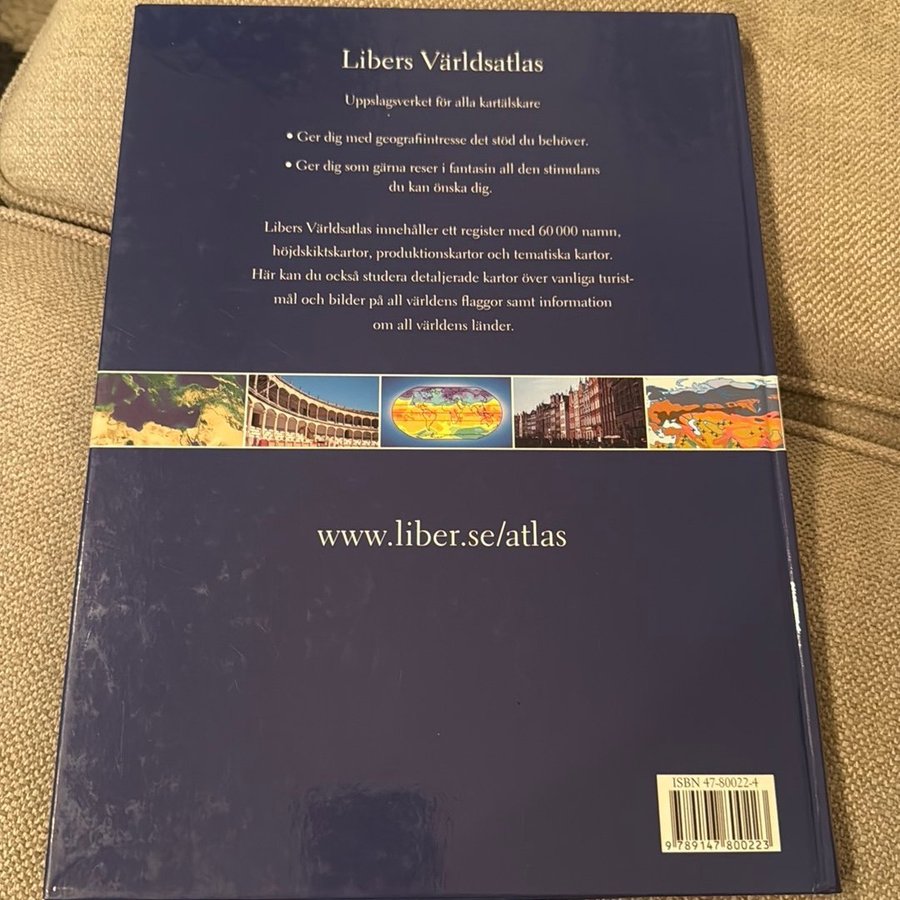 Libers Världsatlas
Uppslagsverket för alla kartälskare
• Ger dig med geografiintresse det stöd du behöver.
• Ger dig som gärna reser i fantasin all den stimulans
du kan önska dig.
Libers Världsatlas innehåller ett register med 60 000 namn,
höjdskiktskartor, produktionskartor och tematiska kartor.
Här kan du också studera detaljerade kartor över vanliga turist-
mål och bilder på all världens flaggor samt information
om all världens länder.
www.liber.se/atlas
ISBN 47-80022-4
9 789147 800223